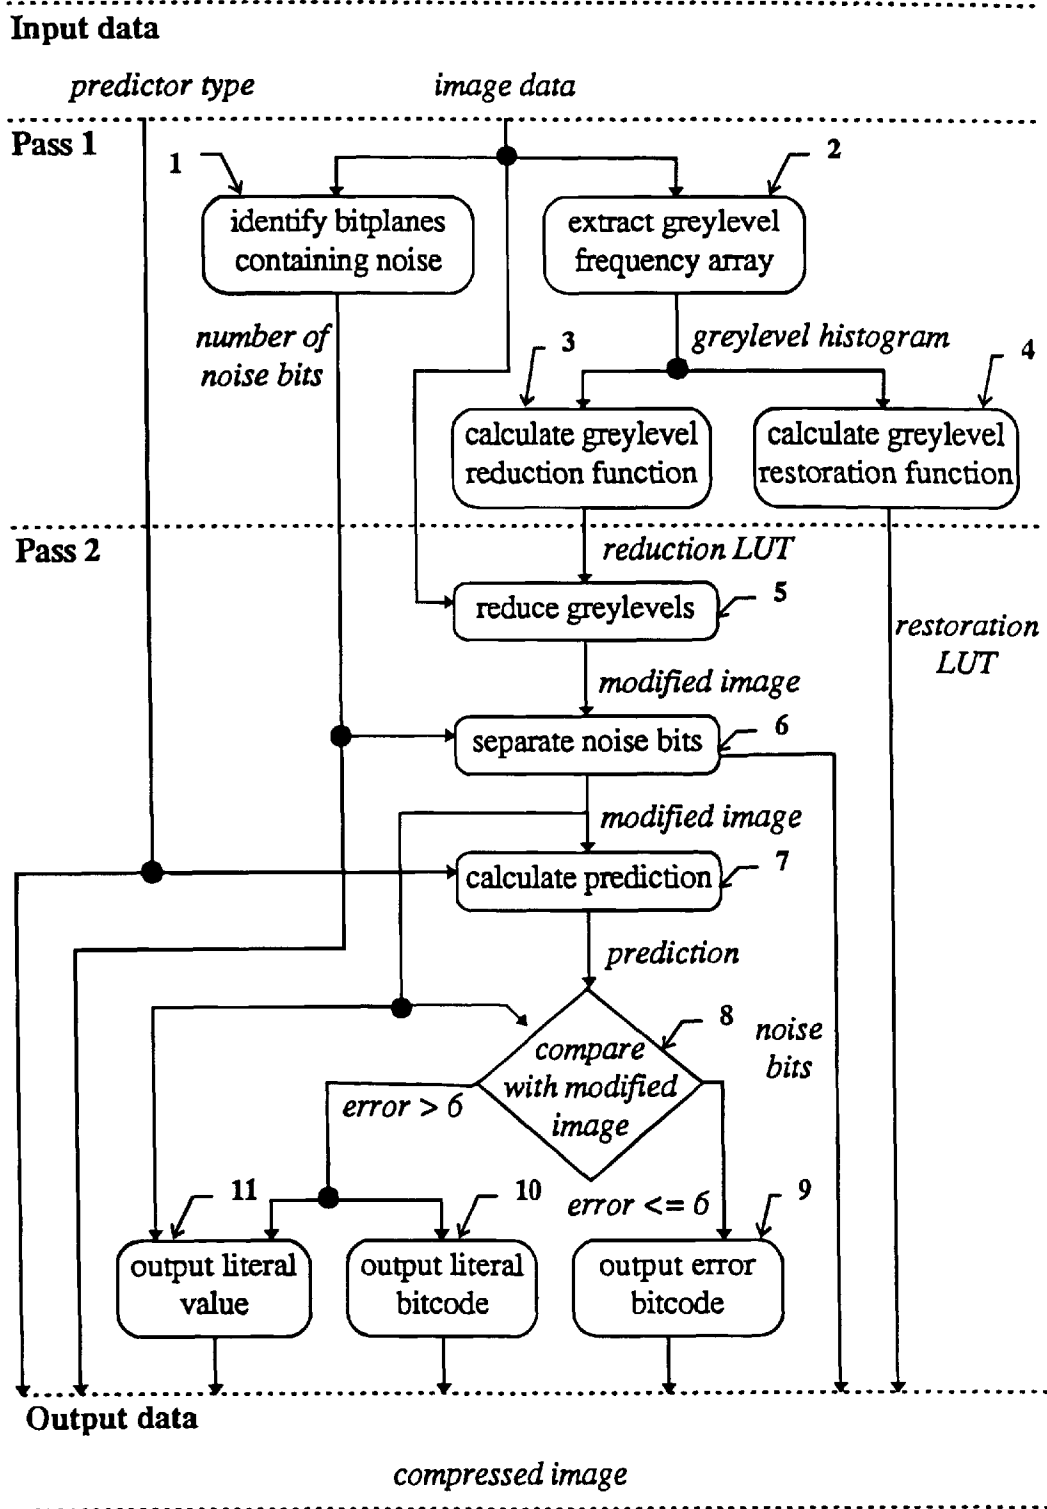 Input data
predictor type
image data
Pass 1
1
2
identify bitplanes
containing noise
extract greylevel
frequency array
number of
noise bits
greylevel histogram
3
4
calculate greylevel
reduction function
calculate greylevel
restoration function
Pass 2
reduction LUT
reduce greylevels
5
restoration
LUT
modified image
separate noise bits
6
modified image
calculate prediction
7
prediction
8
compare
with modified
image
noise
bits
error > 6
error <= 6
11
10
9
output literal
value
output literal
bitcode
output error
bitcode
Output data
compressed image